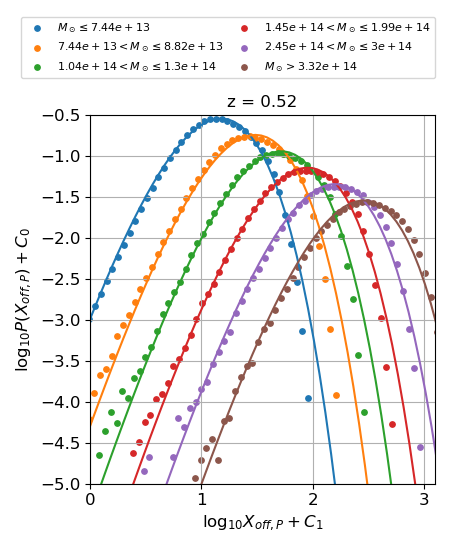 M⊙ ≤ 7.44e + 13
7.44e + 13 < M⊙ ≤ 8.82e + 13
1.04e + 14 < M⊙ ≤ 1.3e + 14
1.45e + 14 < M⊙ ≤ 1.99e + 14
2.45e + 14 < M⊙ ≤ 3e + 14
M⊙ > 3.32e + 14
z = 0.52
log₁₀P(X_off,P) + C₀
−0.5
−1.0
−1.5
−2.0
−2.5
−3.0
−3.5
−4.0
−4.5
−5.0
0 1 2 3
log₁₀X_off,P + C₁